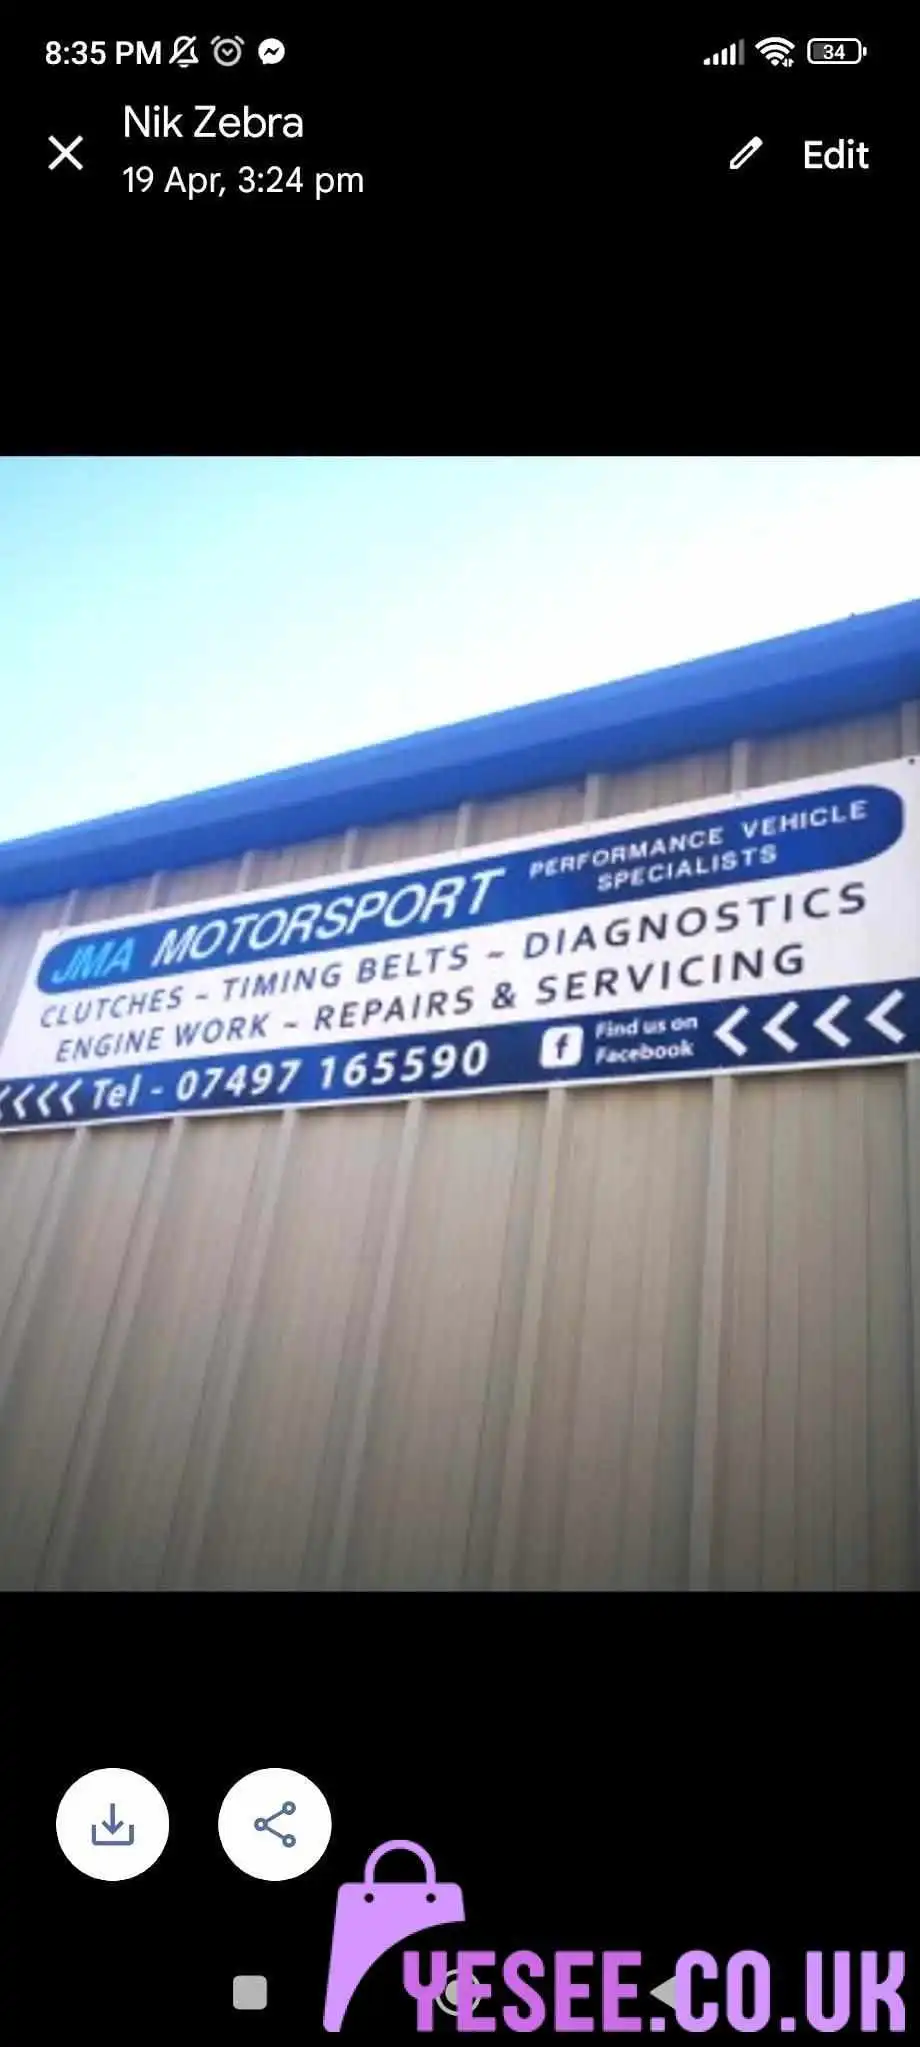 8:35 PM
34
Nik Zebra
19 Apr, 3:24 pm
Edit
JMA MOTORSPORT PERFORMANCE VEHICLE
SPECIALISTS
CLUTCHES ~ TIMING BELTS ~ DIAGNOSTICS
ENGINE WORK ~ REPAIRS & SERVICING
<<<< Tel - 07497 165590 f Find us on
Facebook <<<<
YESEE.CO.UK